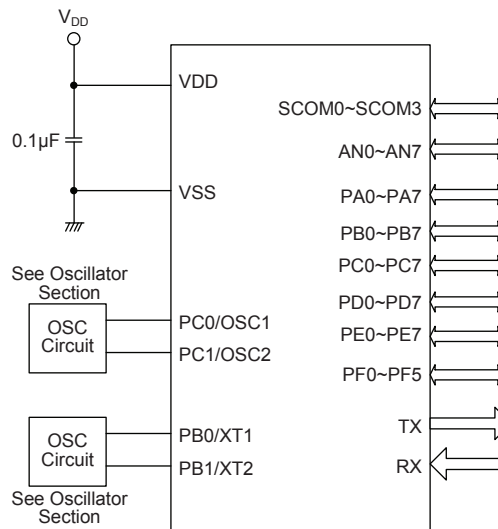 VDD
VDD
0.1μF
VSS
See Oscillator
Section
OSC
Circuit
PC0/OSC1
PC1/OSC2
OSC
Circuit
PB0/XT1
PB1/XT2
See Oscillator
Section
SCOM0~SCOM3
AN0~AN7
PA0~PA7
PB0~PB7
PC0~PC7
PD0~PD7
PE0~PE7
PF0~PF5
TX
RX